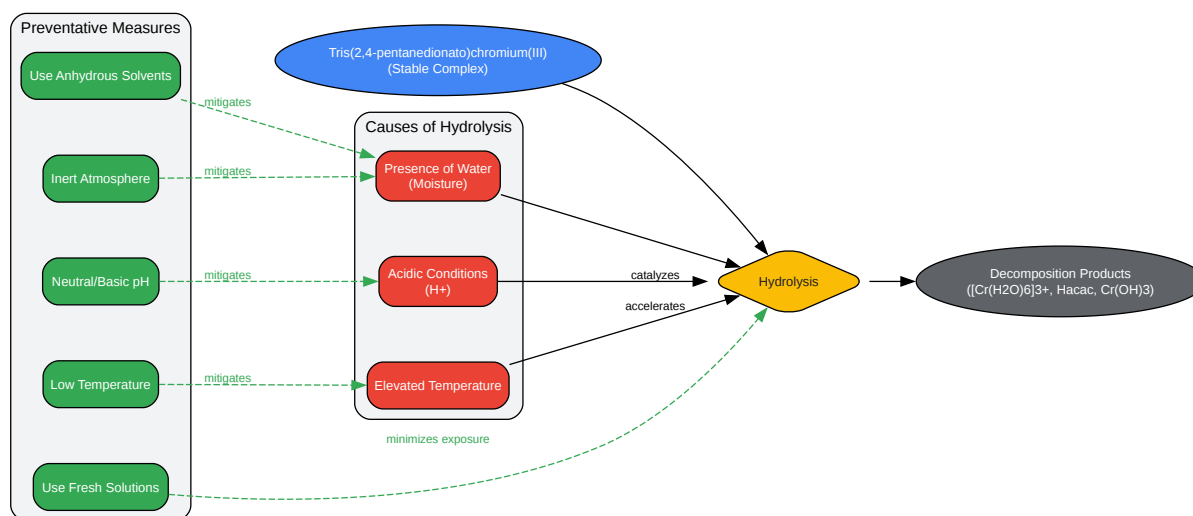 Preventative Measures
Use Anhydrous Solvents
Inert Atmosphere
Neutral/Basic pH
Low Temperature
Use Fresh Solutions
mitigates
mitigates
mitigates
mitigates
minimizes exposure
Tris(2,4-pentanedionato)chromium(III)
(Stable Complex)
Causes of Hydrolysis
Presence of Water
(Moisture)
Acidic Conditions
(H+)
Elevated Temperature
catalyzes
accelerates
Hydrolysis
Decomposition Products
([Cr(H2O)6]3+, Hacac, Cr(OH)3)